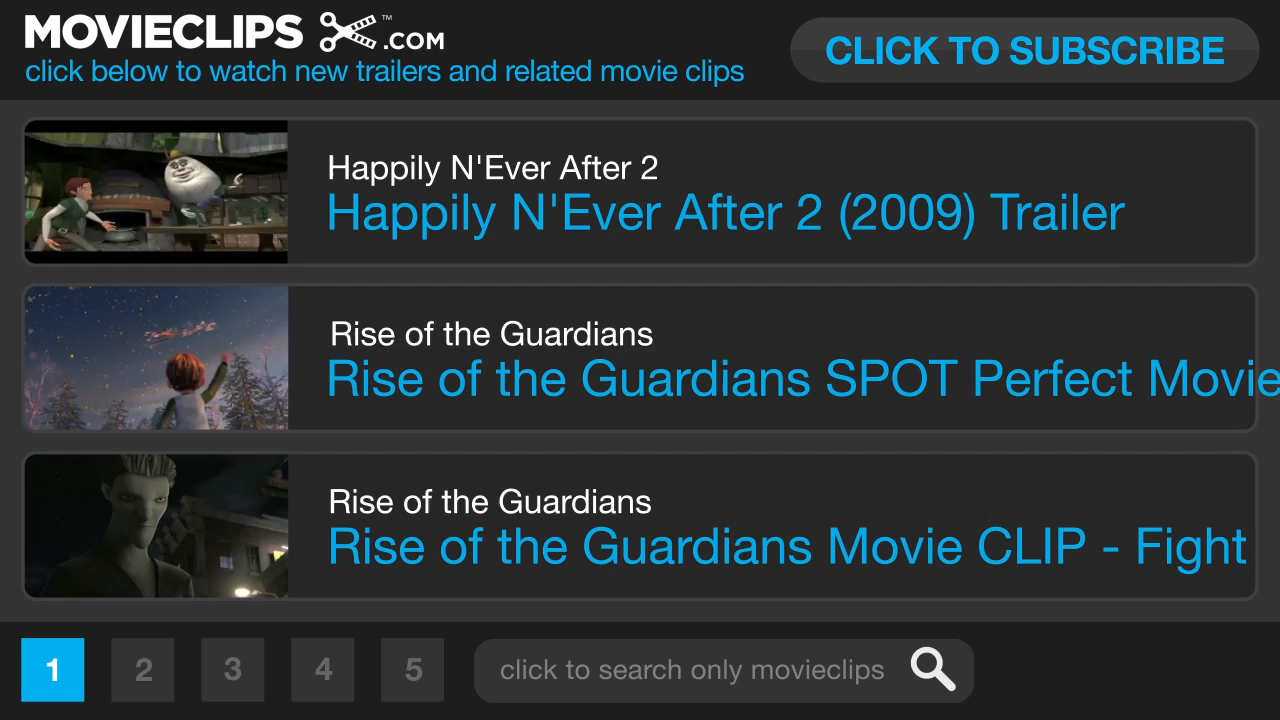 MOVIECLIPS ™ .COM
CLICK TO SUBSCRIBE
click below to watch new trailers and related movie clips
Happily N'Ever After 2
Happily N'Ever After 2 (2009) Trailer
Rise of the Guardians
Rise of the Guardians SPOT Perfect Movie
Rise of the Guardians
Rise of the Guardians Movie CLIP - Fight
1 2 3 4 5 click to search only movieclips